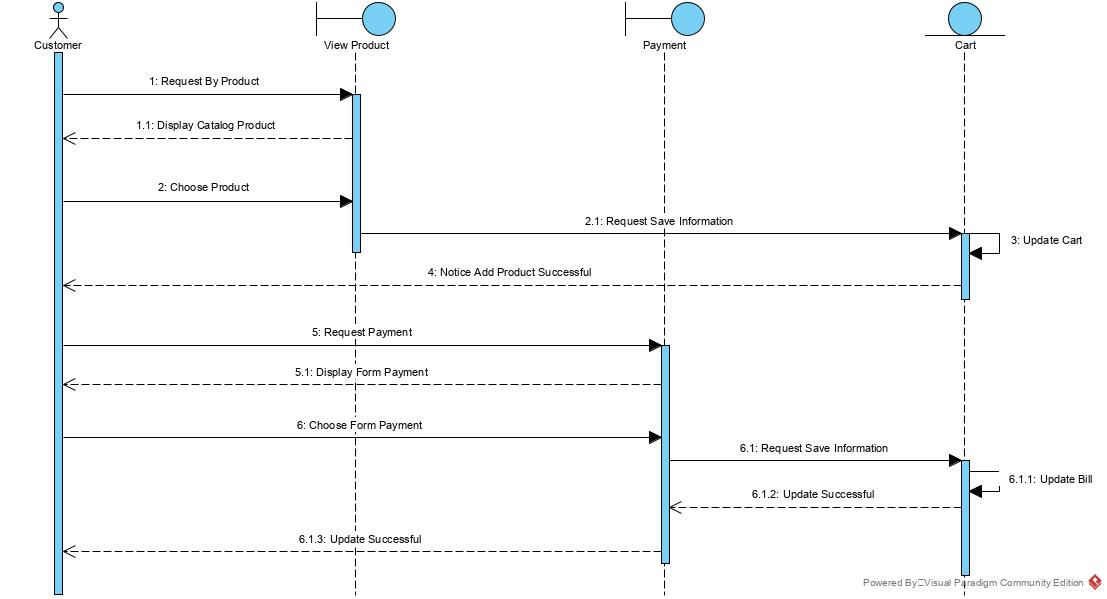 Customer
View Product
Payment
Cart
1: Request By Product
1.1: Display Catalog Product
2: Choose Product
2.1: Request Save Information
3: Update Cart
4: Notice Add Product Successful
5: Request Payment
5.1: Display Form Payment
6: Choose Form Payment
6.1: Request Save Information
6.1.1: Update Bill
6.1.2: Update Successful
6.1.3: Update Successful
Powered By Visual Paradigm Community Edition